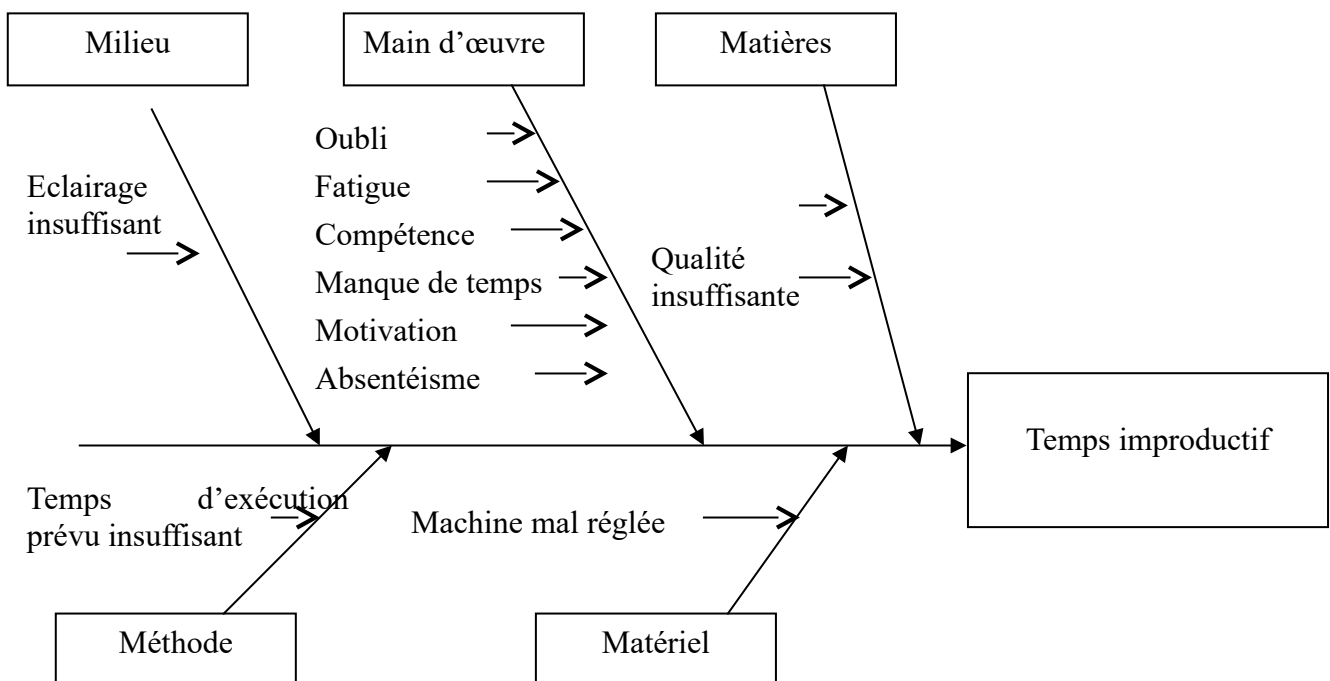 Milieu
Main d’œuvre
Matières
Oubli
Fatigue
Compétence
Manque de temps
Motivation
Absentéisme
Eclairage
insuffisant
Qualité
insuffisante
Temps improductif
Temps d’exécution
prévu insuffisant
Machine mal réglée
Méthode
Matériel